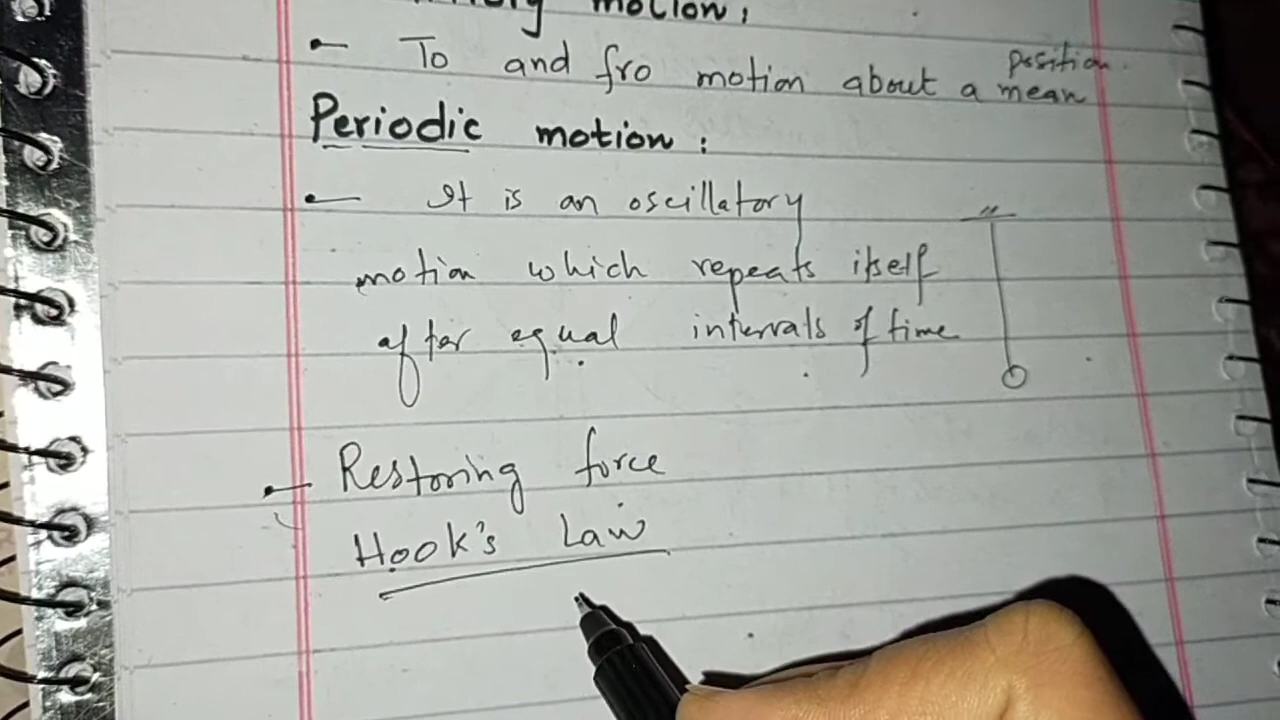 motion:
To and fro motion about a mean position.
Periodic motion:
It is an oscillatory
motion which repeats itself
after equal intervals of time
Restoring force
Hook's Law